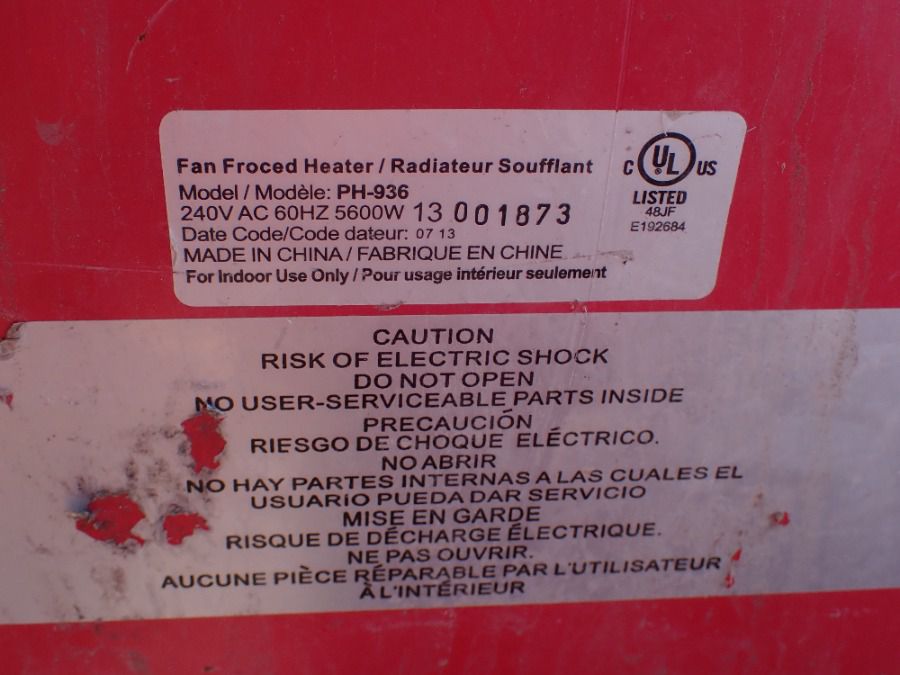 Fan Froced Heater / Radiateur Soufflant
Model / Modèle: PH-936
240V AC 60HZ 5600W 13 001873
Date Code/Code dateur: 07 13
MADE IN CHINA / FABRIQUE EN CHINE
For Indoor Use Only / Pour usage intérieur seulement
C UL US
LISTED
48JF
E192684
CAUTION
RISK OF ELECTRIC SHOCK
DO NOT OPEN
NO USER-SERVICEABLE PARTS INSIDE
PRECAUCIÓN
RIESGO DE CHOQUE ELÉCTRICO.
NO ABRIR
NO HAY PARTES INTERNAS A LAS CUALES EL
USUARIO PUEDA DAR SERVICIO
MISE EN GARDE
RISQUE DE DÉCHARGE ÉLECTRIQUE.
NE PAS OUVRIR.
AUCUNE PIÈCE RÉPARABLE PAR L'UTILISATEUR
À L'INTÉRIEUR